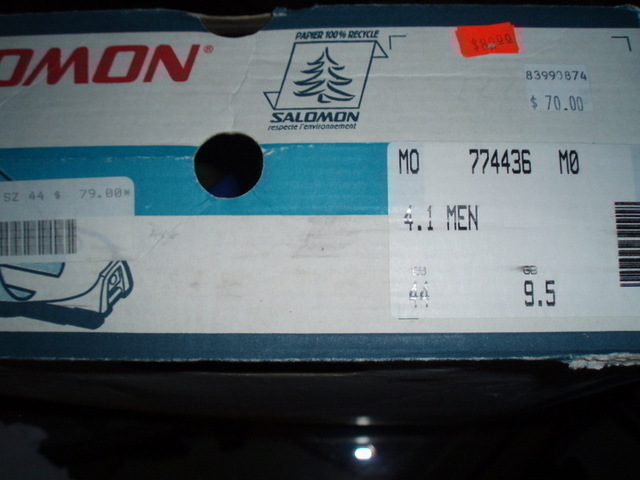 OMON®
PAPIER 100% RECYCLE
SALOMON
respecte l'environnement
83990874
$ 70.00
SZ 44 $ 79.00*
MO 774436 MO
4.1 MEN
44
GB
9.5